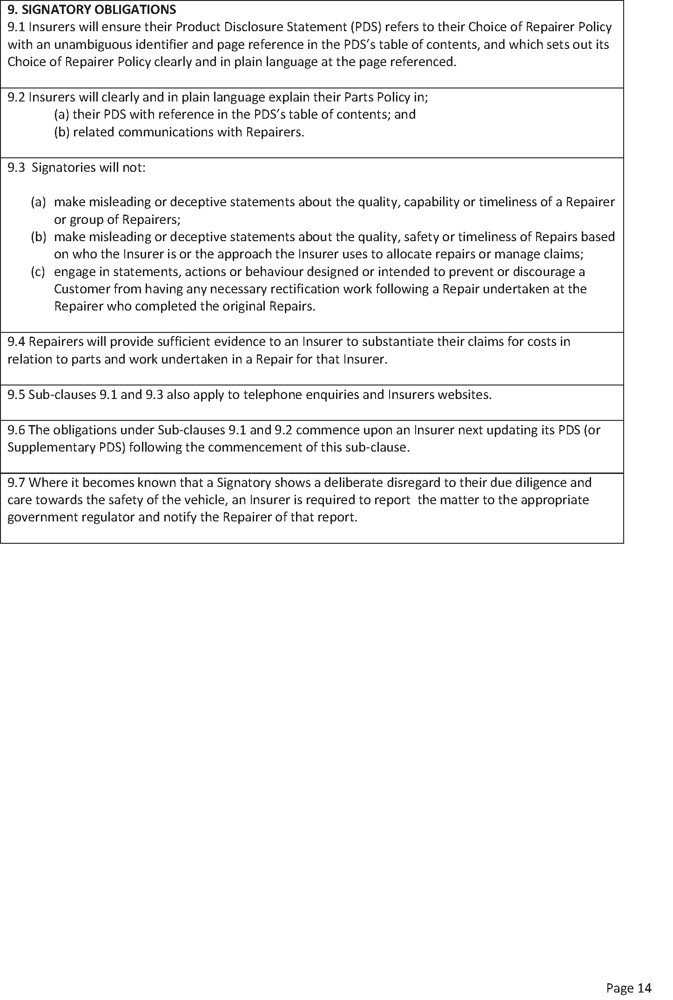 9. SIGNATORY OBLIGATIONS
9.1 Insurers will ensure their Product Disclosure Statement (PDS) refers to their Choice of Repairer Policy
with an unambiguous identifier and page reference in the PDS’s table of contents, and which sets out its
Choice of Repairer Policy clearly and in plain language at the page referenced.
9.2 Insurers will clearly and in plain language explain their Parts Policy in;
(a) their PDS with reference in the PDS’s table of contents; and
(b) related communications with Repairers.
9.3  Signatories will not:
(a) make misleading or deceptive statements about the quality, capability or timeliness of a Repairer
or group of Repairers;
(b) make misleading or deceptive statements about the quality, safety or timeliness of Repairs based
on who the Insurer is or the approach the Insurer uses to allocate repairs or manage claims;
(c) engage in statements, actions or behaviour designed or intended to prevent or discourage a
Customer from having any necessary rectification work following a Repair undertaken at the
Repairer who completed the original Repairs.
9.4 Repairers will provide sufficient evidence to an Insurer to substantiate their claims for costs in
relation to parts and work undertaken in a Repair for that Insurer.
9.5 Sub-clauses 9.1 and 9.3 also apply to telephone enquiries and Insurers websites.
9.6 The obligations under Sub-clauses 9.1 and 9.2 commence upon an Insurer next updating its PDS (or
Supplementary PDS) following the commencement of this sub-clause.
9.7 Where it becomes known that a Signatory shows a deliberate disregard to their due diligence and
care towards the safety of the vehicle, an Insurer is required to report  the matter to the appropriate
government regulator and notify the Repairer of that report.
Page 14